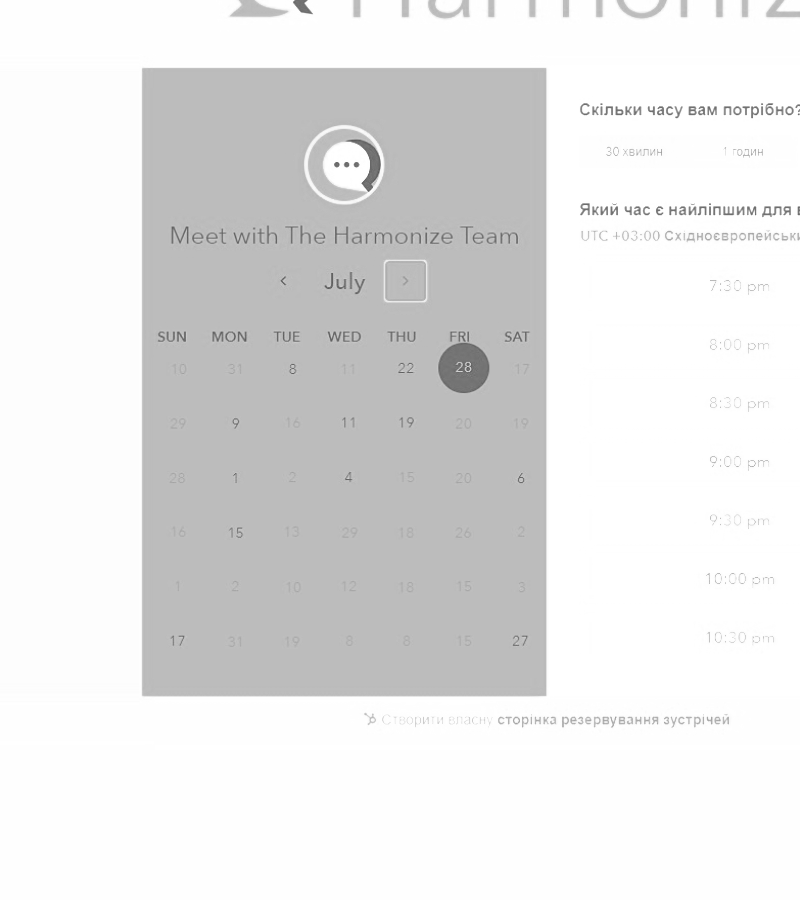 Harmoniz
Meet with The Harmonize Team
July
SUN MON TUE WED THU FRI SAT
10 31 8 11 22 28 17
29 9 16 11 19 20 19
28 1 2 4 15 20 6
16 15 13 29 18 26 2
1 2 10 12 18 15 3
17 31 19 8 8 15 27
Скільки часу вам потрібно?
30 хвилин 1 годин
Який час є найліпшим для
UTC +03:00 Східноєвропейськи
7:30 pm
8:00 pm
8:30 pm
9:00 pm
9:30 pm
10:00 pm
10:30 pm
Створити власну сторінка резервування зустрічей